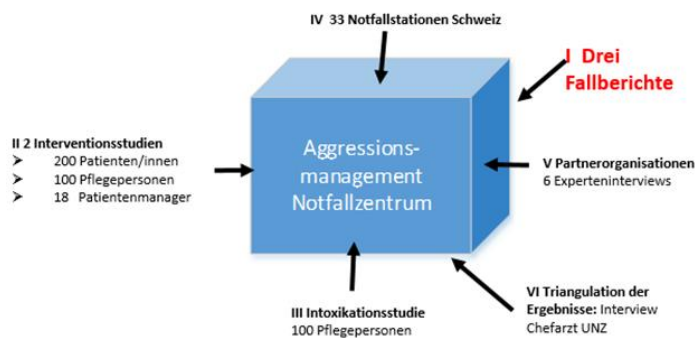 IV 33 Notfallstationen Schweiz
I Drei
Fallberichte
II 2 Interventionsstudien
➢ 200 Patienten/innen
➢ 100 Pflegepersonen
➢ 18 Patientenmanager
Aggressions-
management
Notfallzentrum
V Partnerorganisationen
6 Experteninterviews
III Intoxikationsstudie
100 Pflegepersonen
VI Triangulation der
Ergebnisse: Interview
Chefarzt UNZ